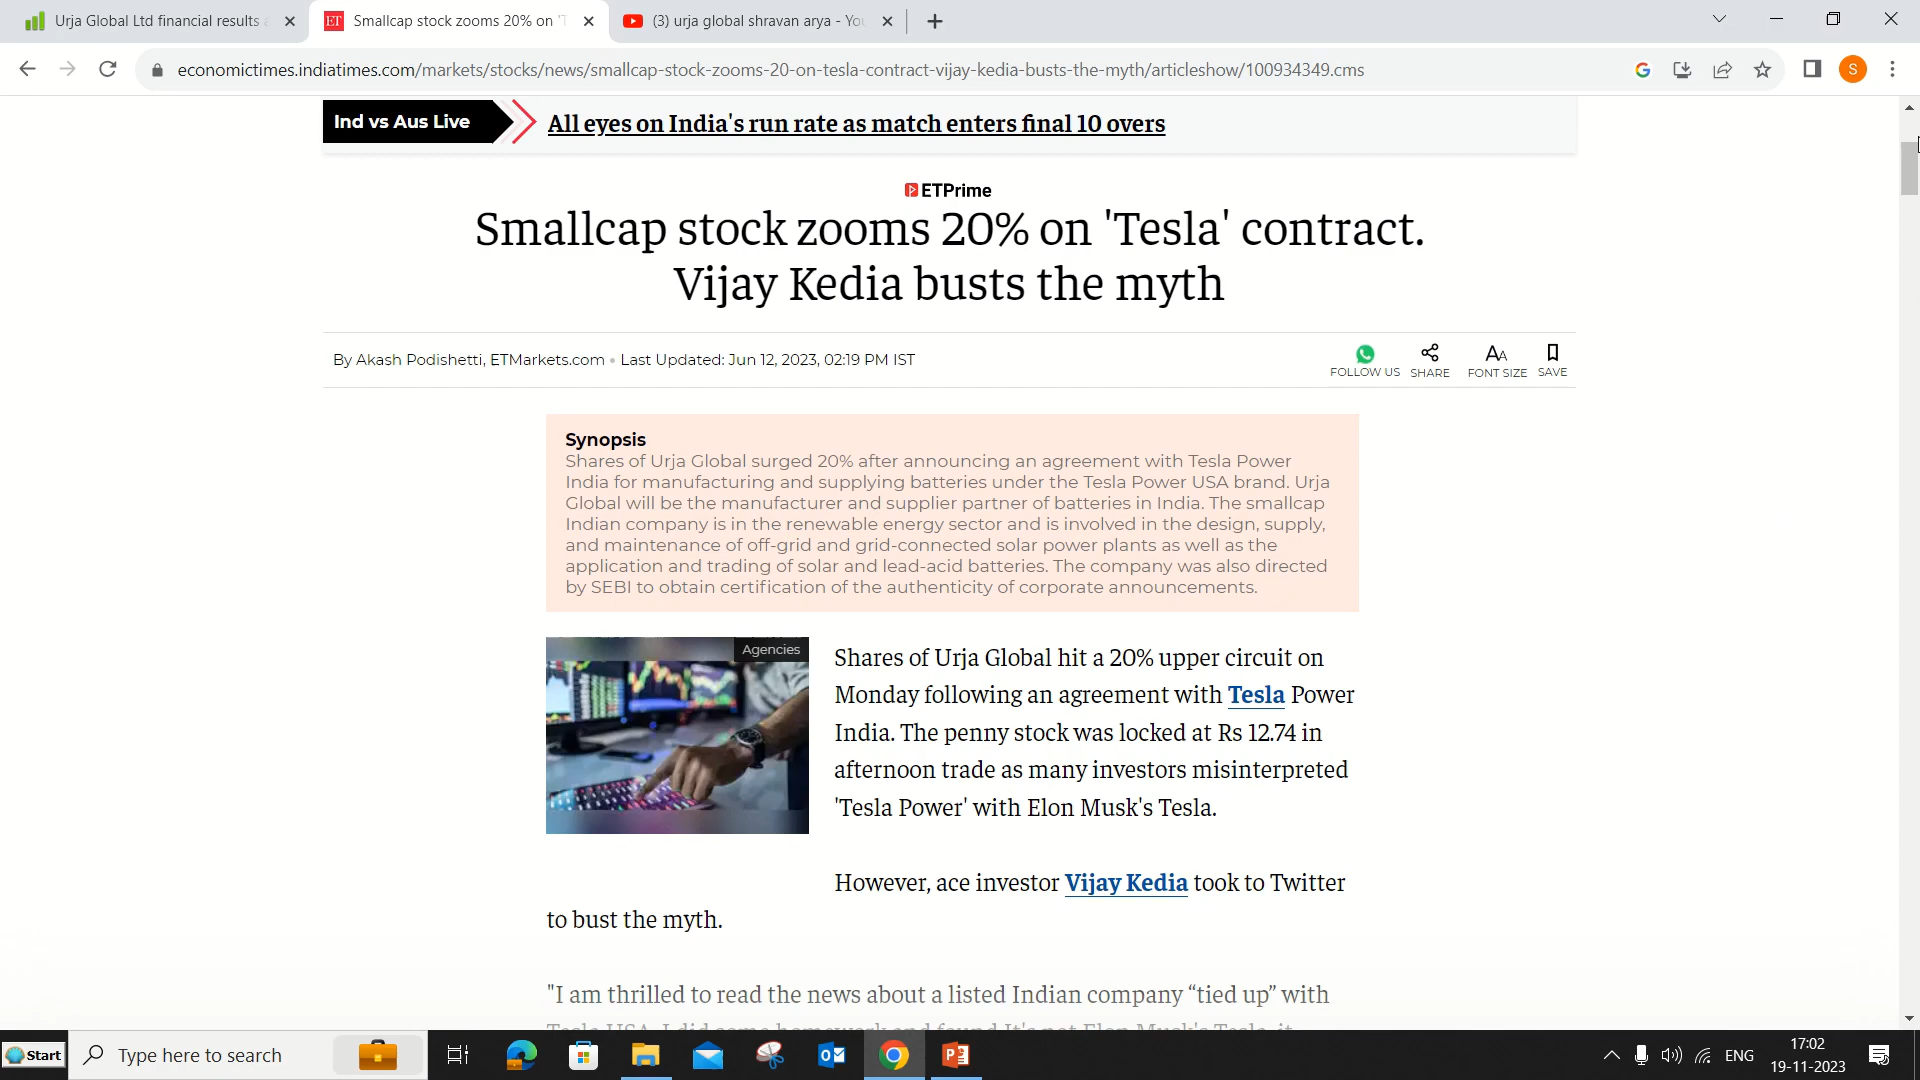 Urja Global Ltd financial results
Smallcap stock zooms 20% on 'T
(3) urja global shravan arya - You
economictimes.indiatimes.com/markets/stocks/news/smallcap-stock-zooms-20-on-tesla-contract-vijay-kedia-busts-the-myth/articleshow/100934349.cms
S
Ind vs Aus Live
All eyes on India's run rate as match enters final 10 overs
ETPrime
Smallcap stock zooms 20% on 'Tesla' contract.
Vijay Kedia busts the myth
By Akash Podishetti, ETMarkets.com • Last Updated: Jun 12, 2023, 02:19 PM IST
FOLLOW US SHARE FONT SIZE SAVE
Synopsis
Shares of Urja Global surged 20% after announcing an agreement with Tesla Power
India for manufacturing and supplying batteries under the Tesla Power USA brand. Urja
Global will be the manufacturer and supplier partner of batteries in India. The smallcap
Indian company is in the renewable energy sector and is involved in the design, supply,
and maintenance of off-grid and grid-connected solar power plants as well as the
application and trading of solar and lead-acid batteries. The company was also directed
by SEBI to obtain certification of the authenticity of corporate announcements.
Agencies
Shares of Urja Global hit a 20% upper circuit on
Monday following an agreement with Tesla Power
India. The penny stock was locked at Rs 12.74 in
afternoon trade as many investors misinterpreted
'Tesla Power' with Elon Musk's Tesla.
However, ace investor Vijay Kedia took to Twitter
to bust the myth.
"I am thrilled to read the news about a listed Indian company “tied up” with
Tesla USA. I did some homework and found It's not Elon Musk's Tesla, it
Start
Type here to search
ENG
17:02
19-11-2023